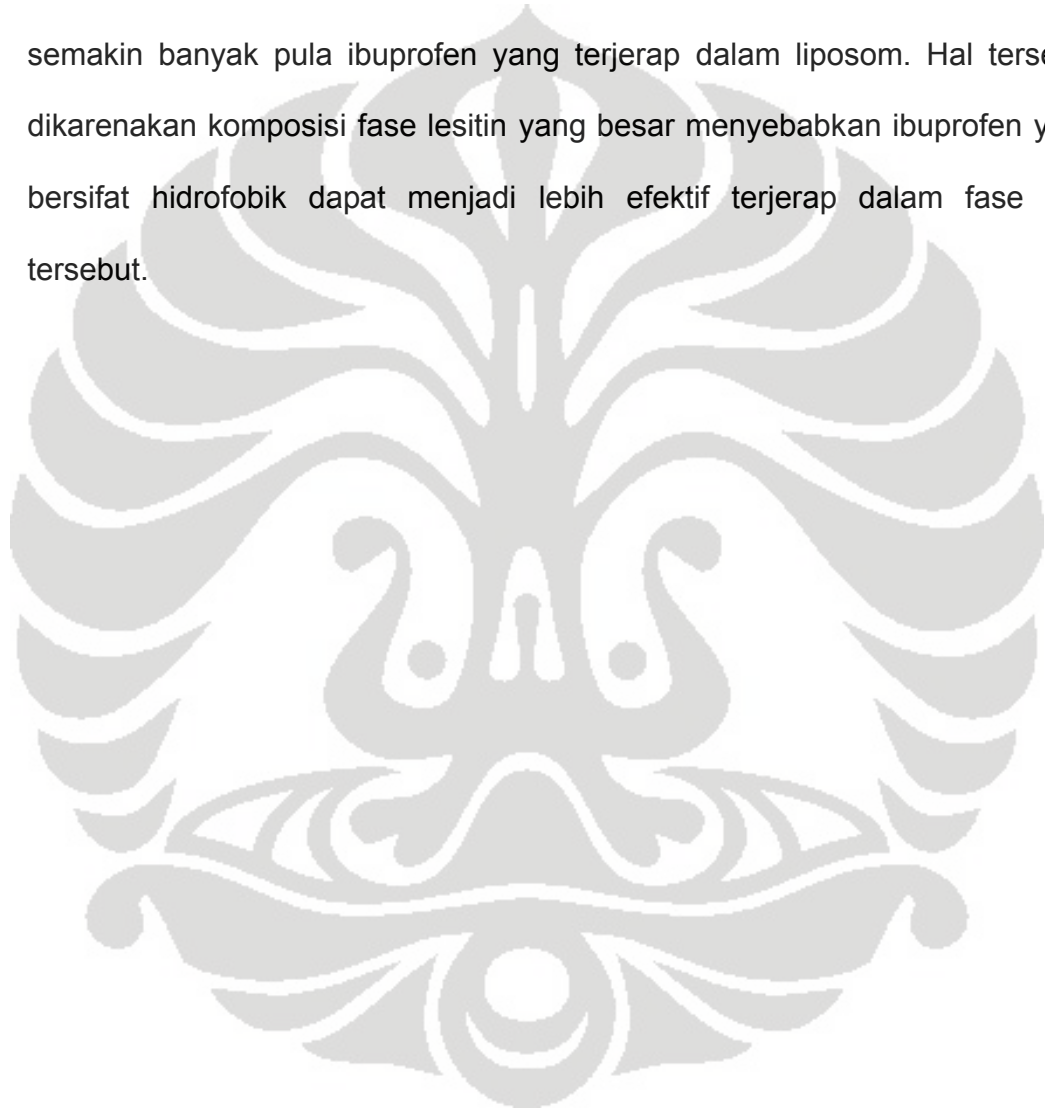 semakin banyak pula ibuprofen yang terjerap dalam liposom. Hal terse
dikarenakan komposisi fase lesitin yang besar menyebabkan ibuprofen y
bersifat hidrofobik dapat menjadi lebih efektif terjerap dalam fase
tersebut.